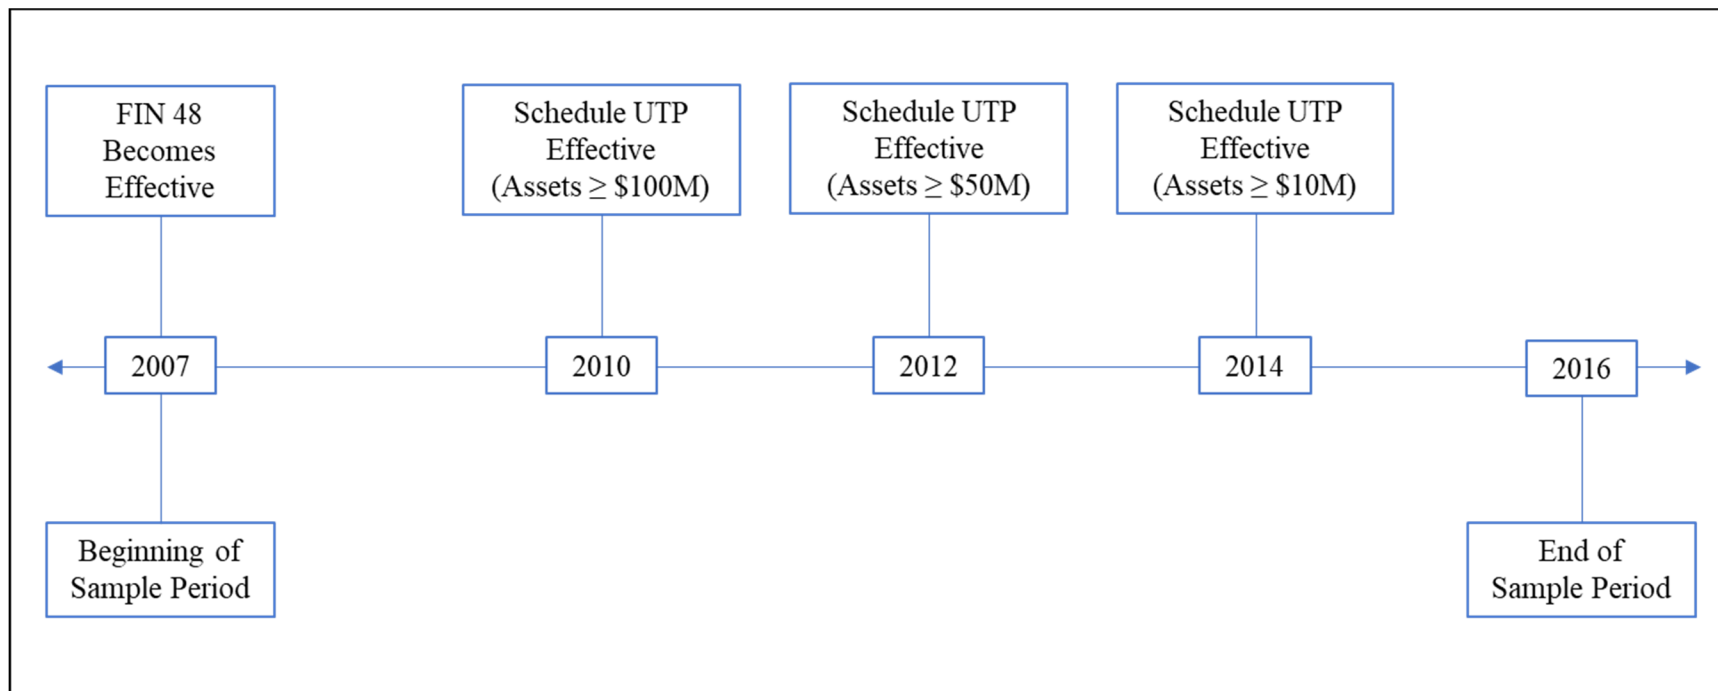 FIN 48
Becomes
Effective
Schedule UTP
Effective
(Assets ≥ $100M)
Schedule UTP
Effective
(Assets ≥ $50M)
Schedule UTP
Effective
(Assets ≥ $10M)
2007
2010
2012
2014
2016
Beginning of
Sample Period
End of
Sample Period